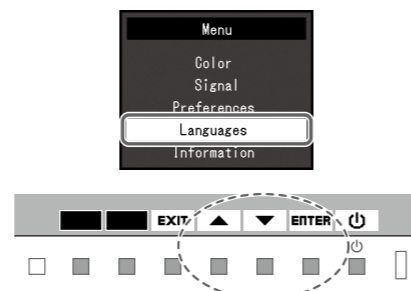 Menu
Color
Signal
Preferences
Languages
Information
EXIT ▲ ▼ ENTER